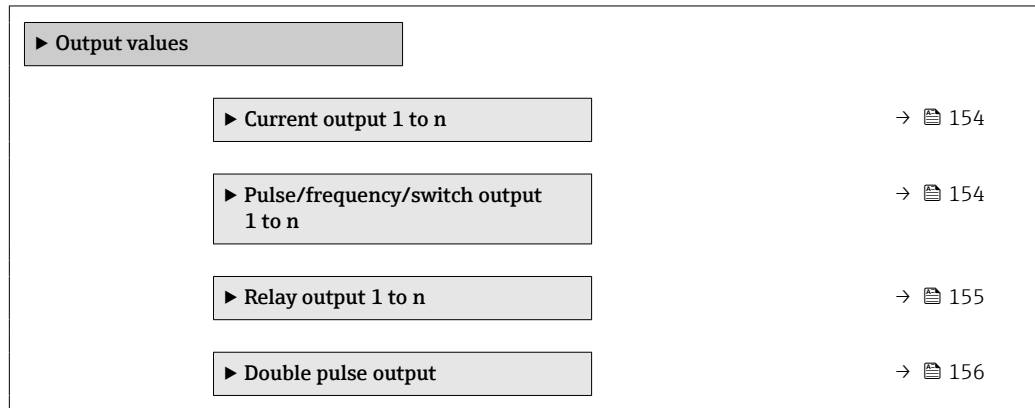 ▶ Output values
▶ Current output 1 to n → 154
▶ Pulse/frequency/switch output → 154
1 to n
▶ Relay output 1 to n → 155
▶ Double pulse output → 156